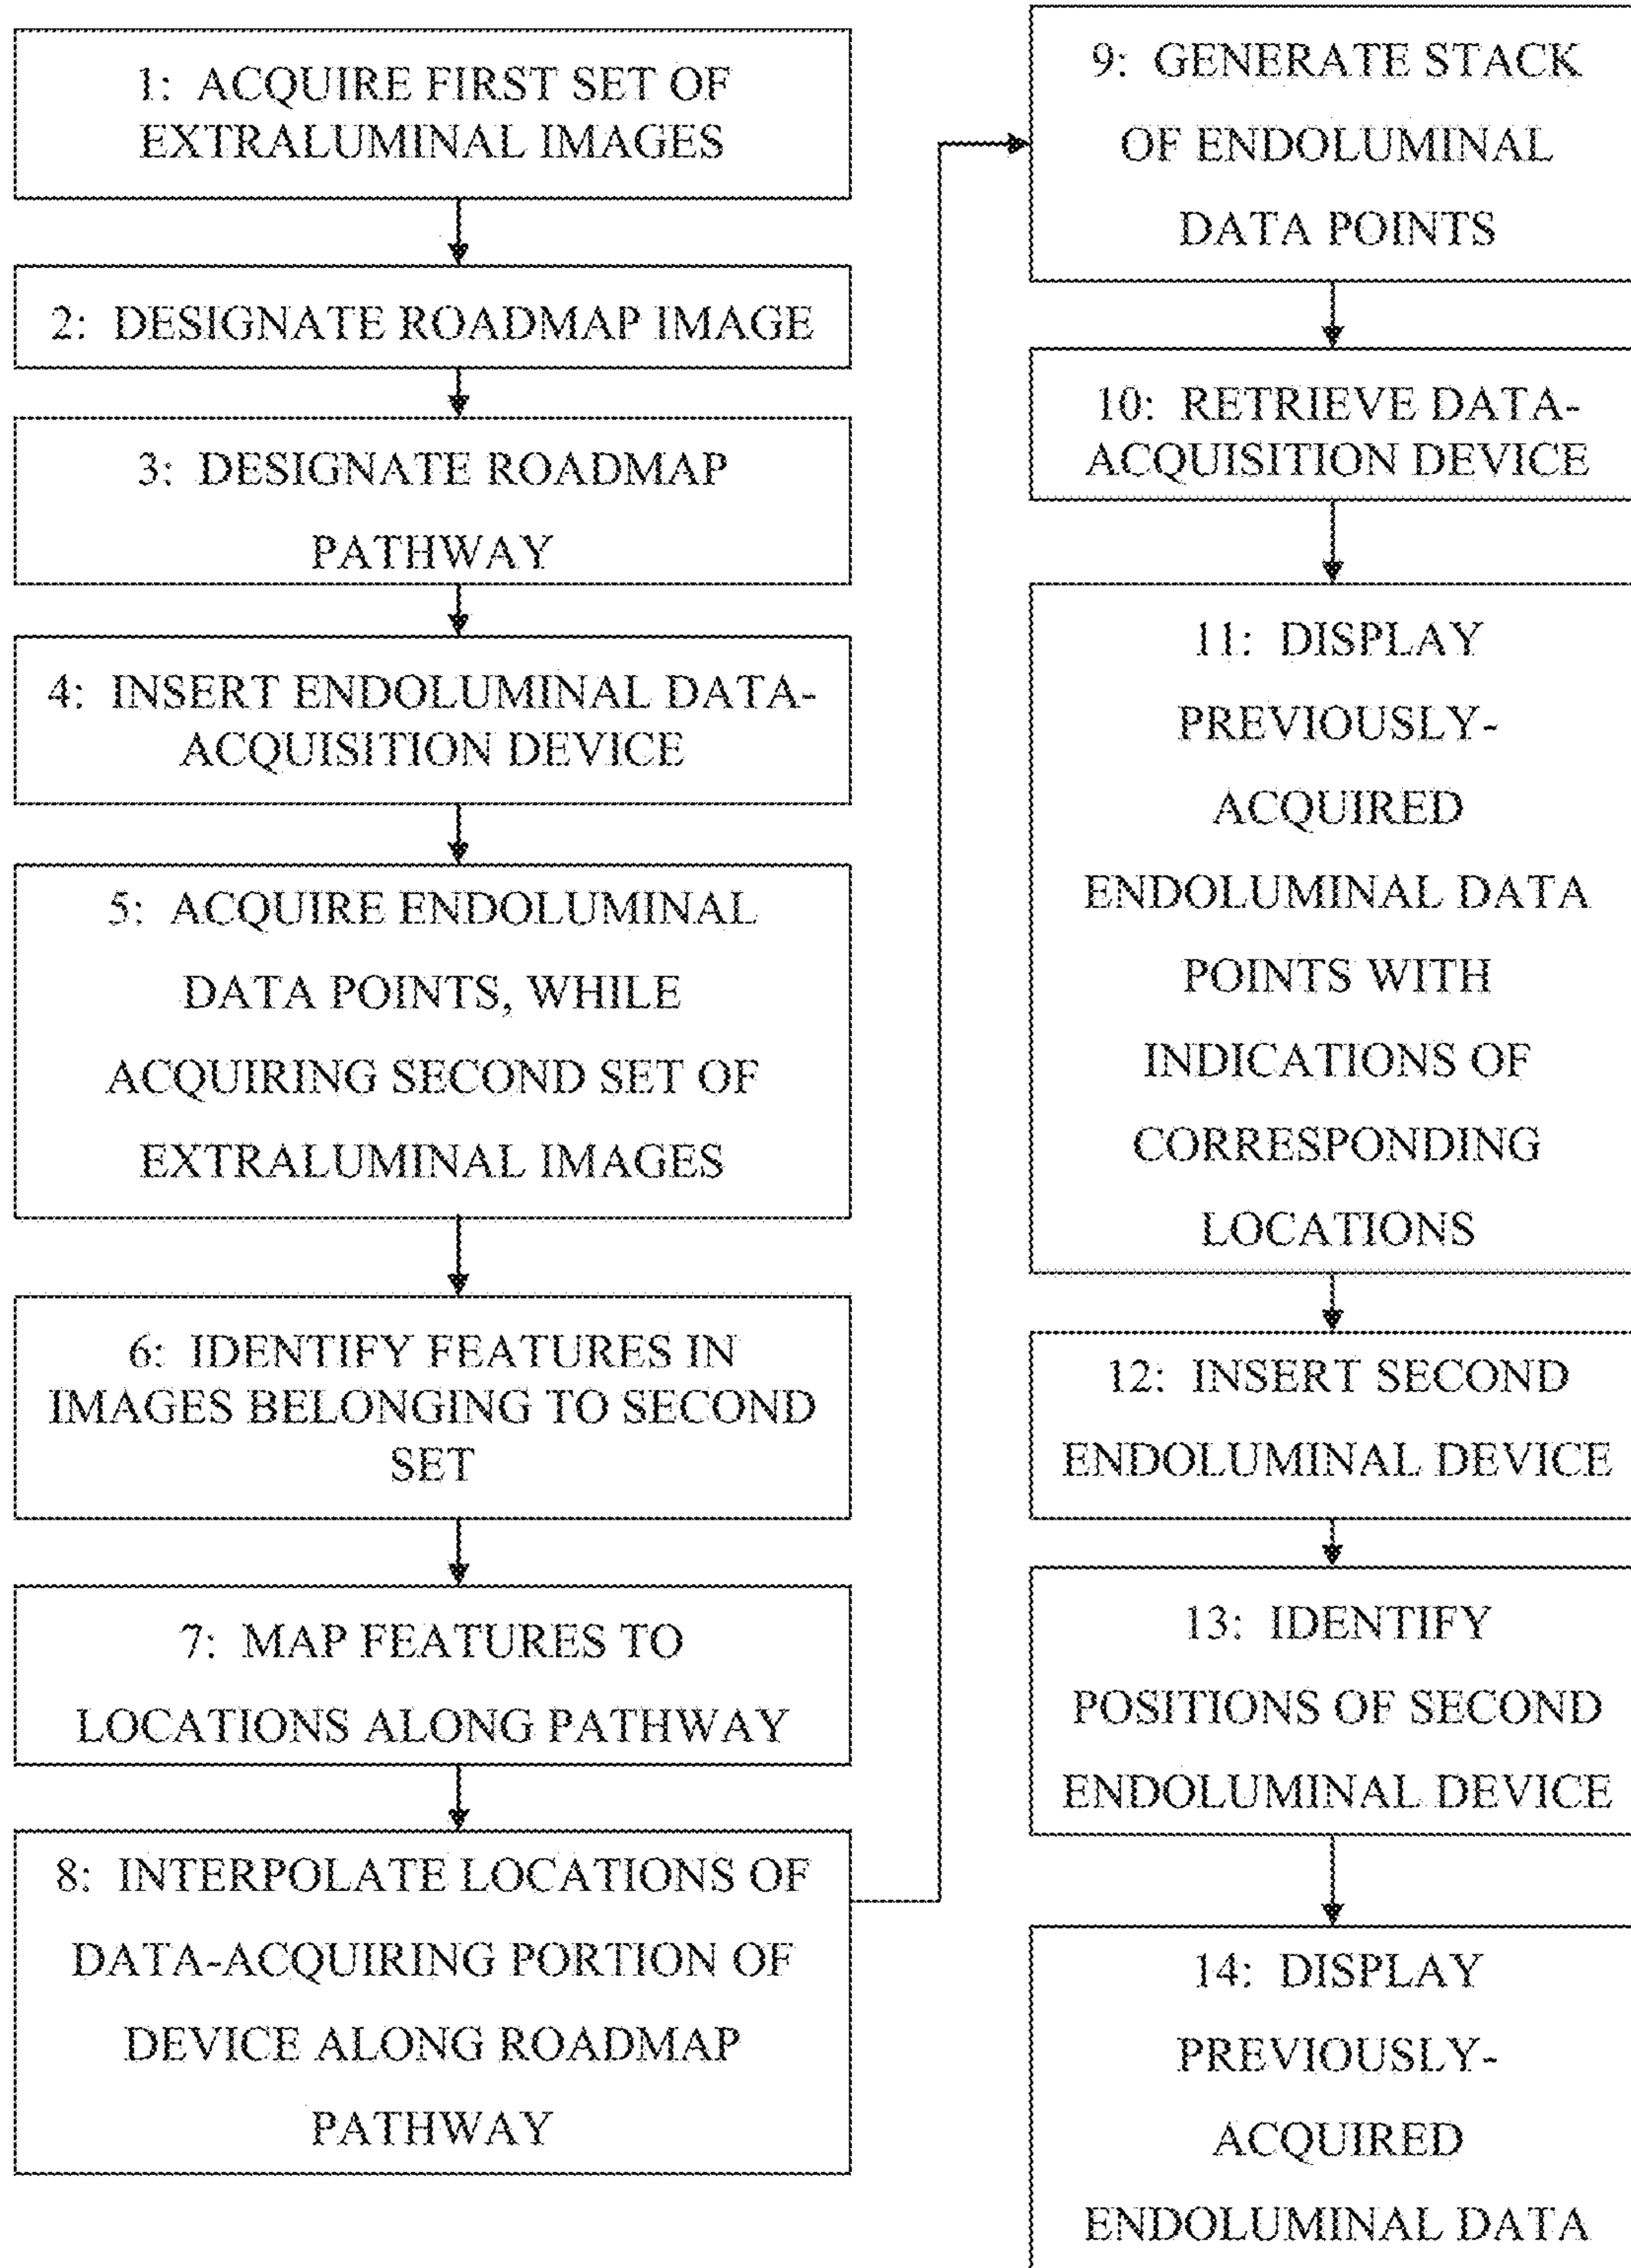 1: ACQUIRE FIRST SET OF
EXTRALUMINAL IMAGES
2: DESIGNATE ROADMAP IMAGE
3: DESIGNATE ROADMAP
PATHWAY
4: INSERT ENDOLUMINAL DATA-
ACQUISITION DEVICE
5: ACQUIRE ENDOLUMINAL
DATA POINTS, WHILE
ACQUIRING SECOND SET OF
EXTRALUMINAL IMAGES
6: IDENTIFY FEATURES IN
IMAGES BELONGING TO SECOND
SET
7: MAP FEATURES TO
LOCATIONS ALONG PATHWAY
8: INTERPOLATE LOCATIONS OF
DATA-ACQUIRING PORTION OF
DEVICE ALONG ROADMAP
PATHWAY
9: GENERATE STACK
OF ENDOLUMINAL
DATA POINTS
10: RETRIEVE DATA-
ACQUISITION DEVICE
11: DISPLAY
PREVIOUSLY-
ACQUIRED
ENDOLUMINAL DATA
POINTS WITH
INDICATIONS OF
CORRESPONDING
LOCATIONS
12: INSERT SECOND
ENDOLUMINAL DEVICE
13: IDENTIFY
POSITIONS OF SECOND
ENDOLUMINAL DEVICE
14: DISPLAY
PREVIOUSLY-
ACQUIRED
ENDOLUMINAL DATA